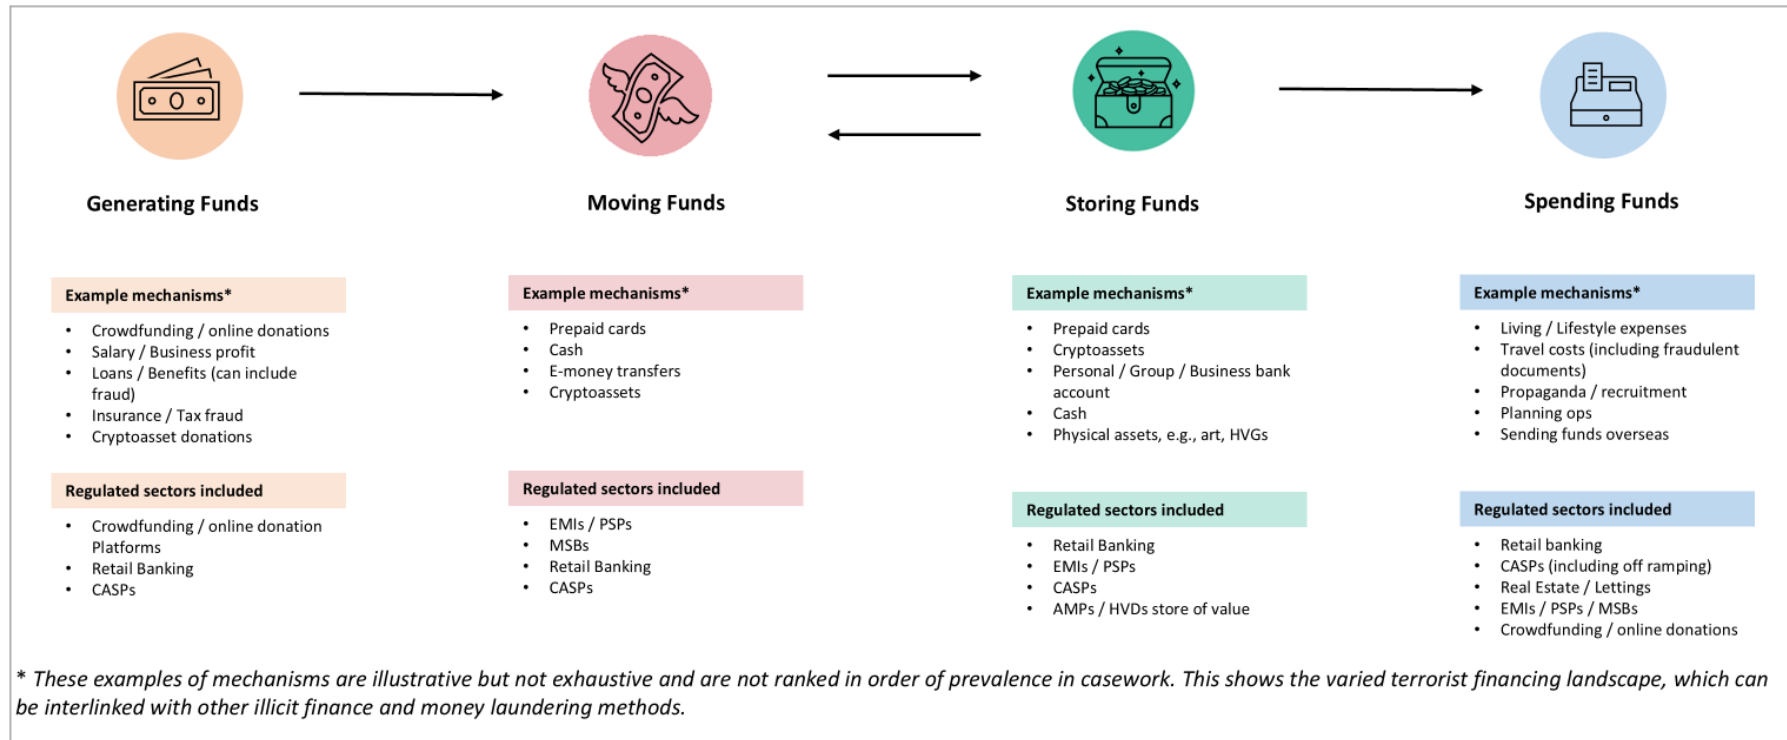 Generating Funds
Moving Funds
Storing Funds
Spending Funds
Example mechanisms*
• Crowdfunding / online donations
• Salary / Business profit
• Loans / Benefits (can include
fraud)
• Insurance / Tax fraud
• Cryptoasset donations
Regulated sectors included
• Crowdfunding / online donation
Platforms
• Retail Banking
• CASPs
Example mechanisms*
• Prepaid cards
• Cash
• E-money transfers
• Cryptoassets
Regulated sectors included
• EMIs / PSPs
• MSBs
• Retail Banking
• CASPs
Example mechanisms*
• Prepaid cards
• Cryptoassets
• Personal / Group / Business bank
account
• Cash
• Physical assets, e.g., art, HVGs
Regulated sectors included
• Retail Banking
• EMIs / PSPs
• CASPs
• AMPs / HVDs store of value
Example mechanisms*
• Living / Lifestyle expenses
• Travel costs (including fraudulent
documents)
• Propaganda / recruitment
• Planning ops
• Sending funds overseas
Regulated sectors included
• Retail banking
• CASPs (including off ramping)
• Real Estate / Lettings
• EMIs / PSPs / MSBs
• Crowdfunding / online donations
* These examples of mechanisms are illustrative but not exhaustive and are not ranked in order of prevalence in casework. This shows the varied terrorist financing landscape, which can
be interlinked with other illicit finance and money laundering methods.